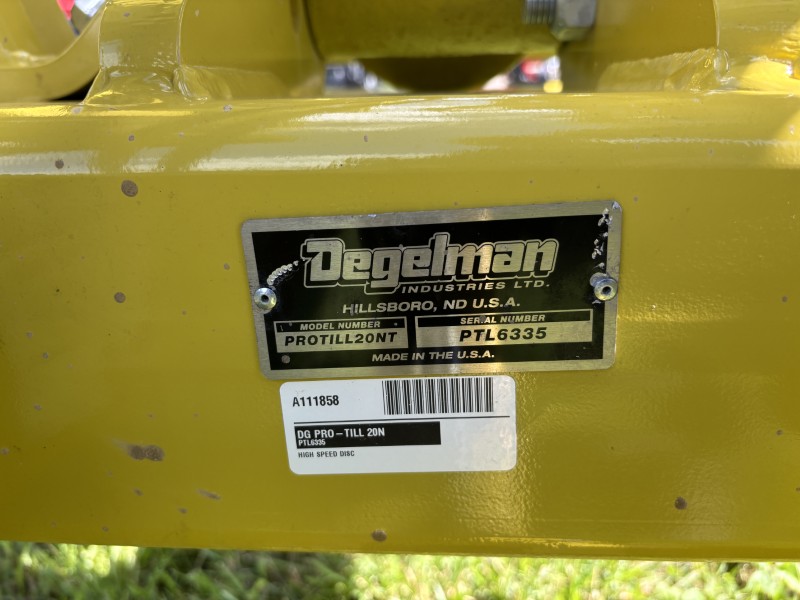 Degelman
INDUSTRIES LTD.
HILLSBORO, ND U.S.A.
MODEL NUMBER
PROTILL20NT
SERIAL NUMBER
PTL6335
MADE IN THE U.S.A.
A111858
DG PRO-TILL 20N
PTL6335
HIGH SPEED DISC